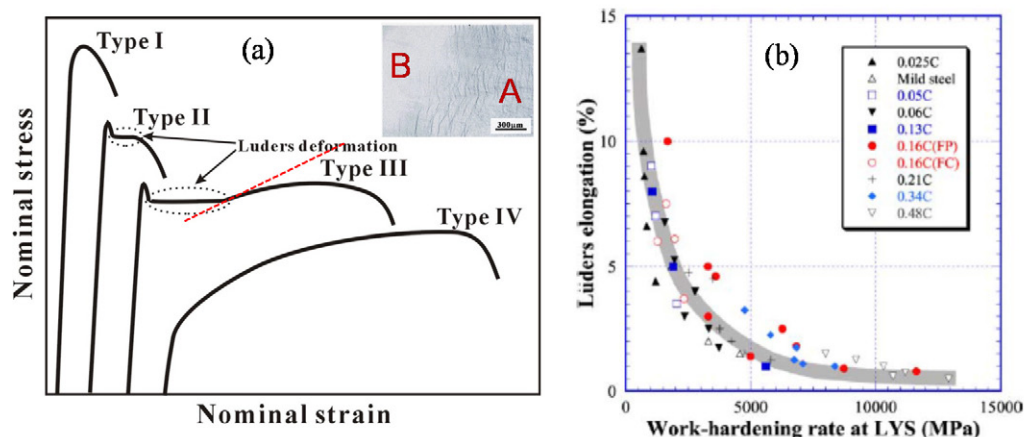 (a)
Type I
Type II
Luders deformation
Type III
Type IV
B
A
300μm
Nominal stress
Nominal strain
(b)
15
10
5
0
0
5000
10000
15000
Lüders elongation (%)
Work-hardening rate at LYS (MPa)
0.025C
Mild steel
0.05C
0.06C
0.13C
0.16C(FP)
0.16C(FC)
0.21C
0.34C
0.48C